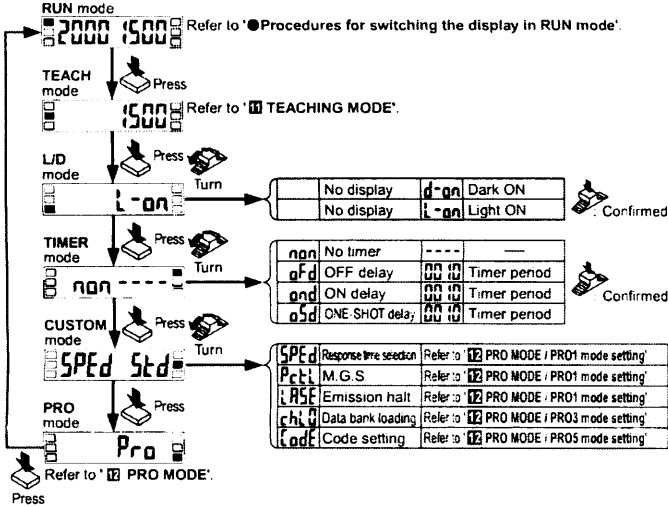 RUN mode
2000 1500 Refer to '●Procedures for switching the display in RUN mode'.
Press
TEACH
mode
1500 Refer to '11 TEACHING MODE'.
Press
Turn
L/D
mode
L-on
No display d-on Dark ON
No display L-on Light ON
: Confirmed
Press
Turn
TIMER
mode
non ----
non No timer ---- —
oFd OFF delay 0010 Timer period
ond ON delay 0010 Timer period
oSd ONE-SHOT delay 0010 Timer period
: Confirmed
Press
Turn
CUSTOM
mode
SPEd Std
SPEd Response time selection Refer to '12 PRO MODE / PRO1 mode setting'
PctL M.G.S Refer to '12 PRO MODE / PRO1 mode setting'
LASE Emission halt Refer to '12 PRO MODE / PRO1 mode setting'
Data bank loading Refer to '12 PRO MODE / PRO3 mode setting'
CodE Code setting Refer to '12 PRO MODE / PRO5 mode setting'
Press
PRO
mode
Pro
Refer to '12 PRO MODE'.
Press